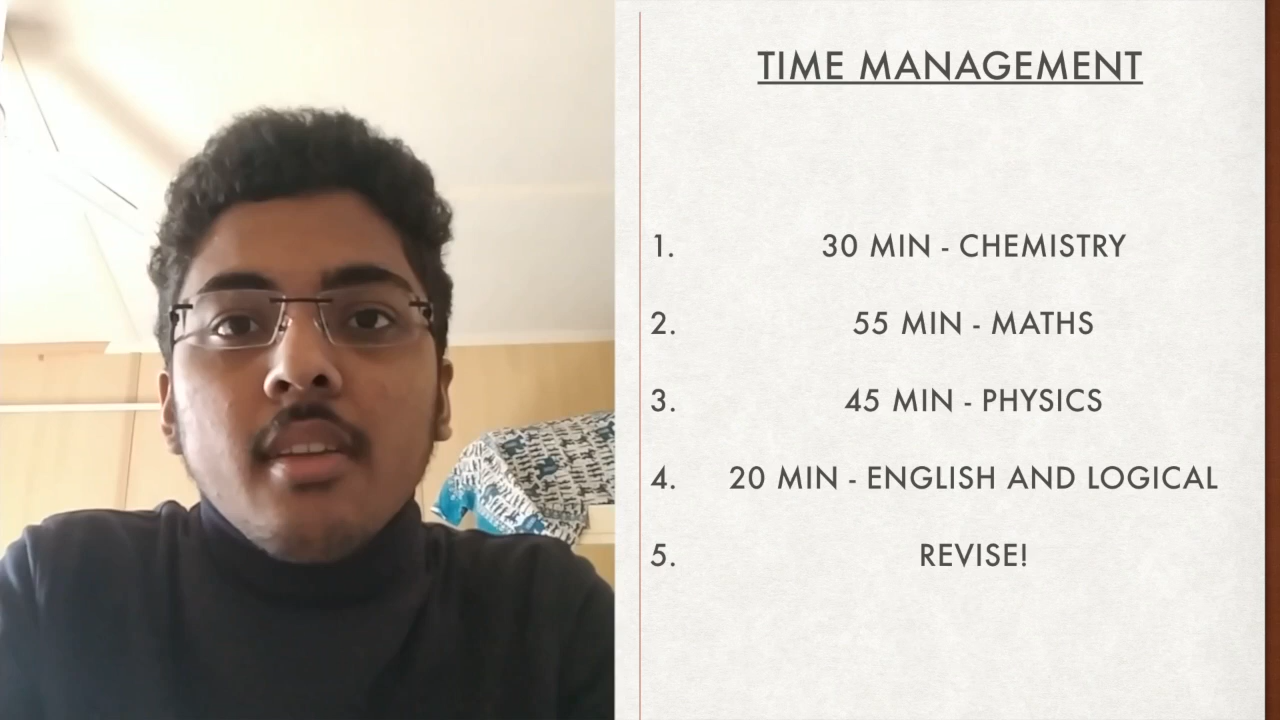 TIME MANAGEMENT
1. 30 MIN - CHEMISTRY
2. 55 MIN - MATHS
3. 45 MIN - PHYSICS
4. 20 MIN - ENGLISH AND LOGICAL
5. REVISE!